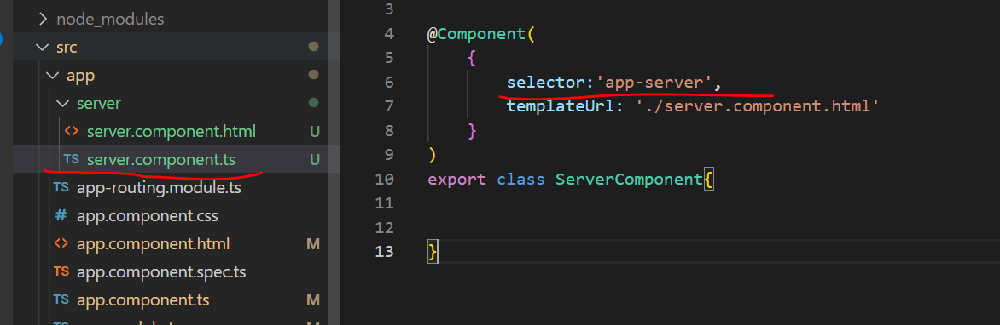 node_modules
src
app
server
server.component.html U
TS server.component.ts U
TS app-routing.module.ts
# app.component.css
app.component.html M
TS app.component.spec.ts
TS app.component.ts M
3
4 @Component(
5 {
6 selector:'app-server',
7 templateUrl: './server.component.html'
8 }
9 )
10 export class ServerComponent{
11
12
13 }